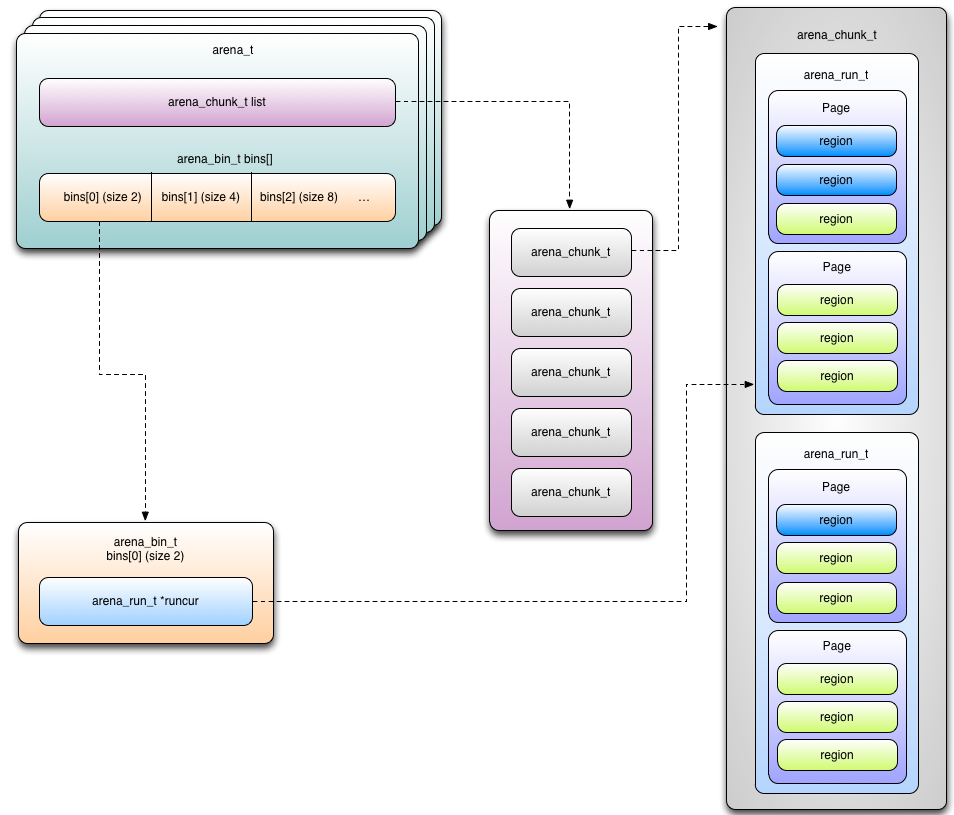 arena_t
arena_chunk_t list
arena_bin_t bins[]
bins[0] (size 2)
bins[1] (size 4)
bins[2] (size 8)
...
arena_chunk_t
arena_chunk_t
arena_chunk_t
arena_chunk_t
arena_chunk_t
arena_bin_t
bins[0] (size 2)
arena_run_t *runcur
arena_chunk_t
arena_run_t
Page
region
region
region
Page
region
region
region
arena_run_t
Page
region
region
region
Page
region
region
region